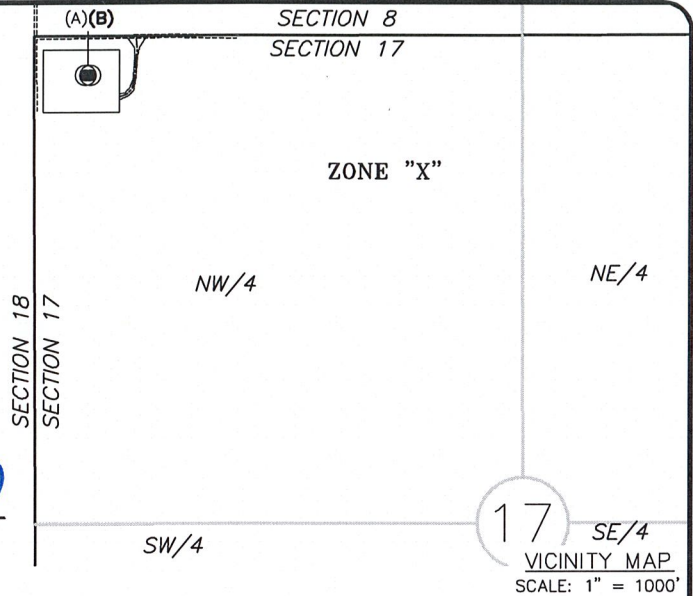 (A)(B)
SECTION 8
SECTION 17
ZONE "X"
NW/4
NE/4
SECTION 18
SECTION 17
17
SW/4
SE/4
VICINITY MAP
SCALE: 1" = 1000'